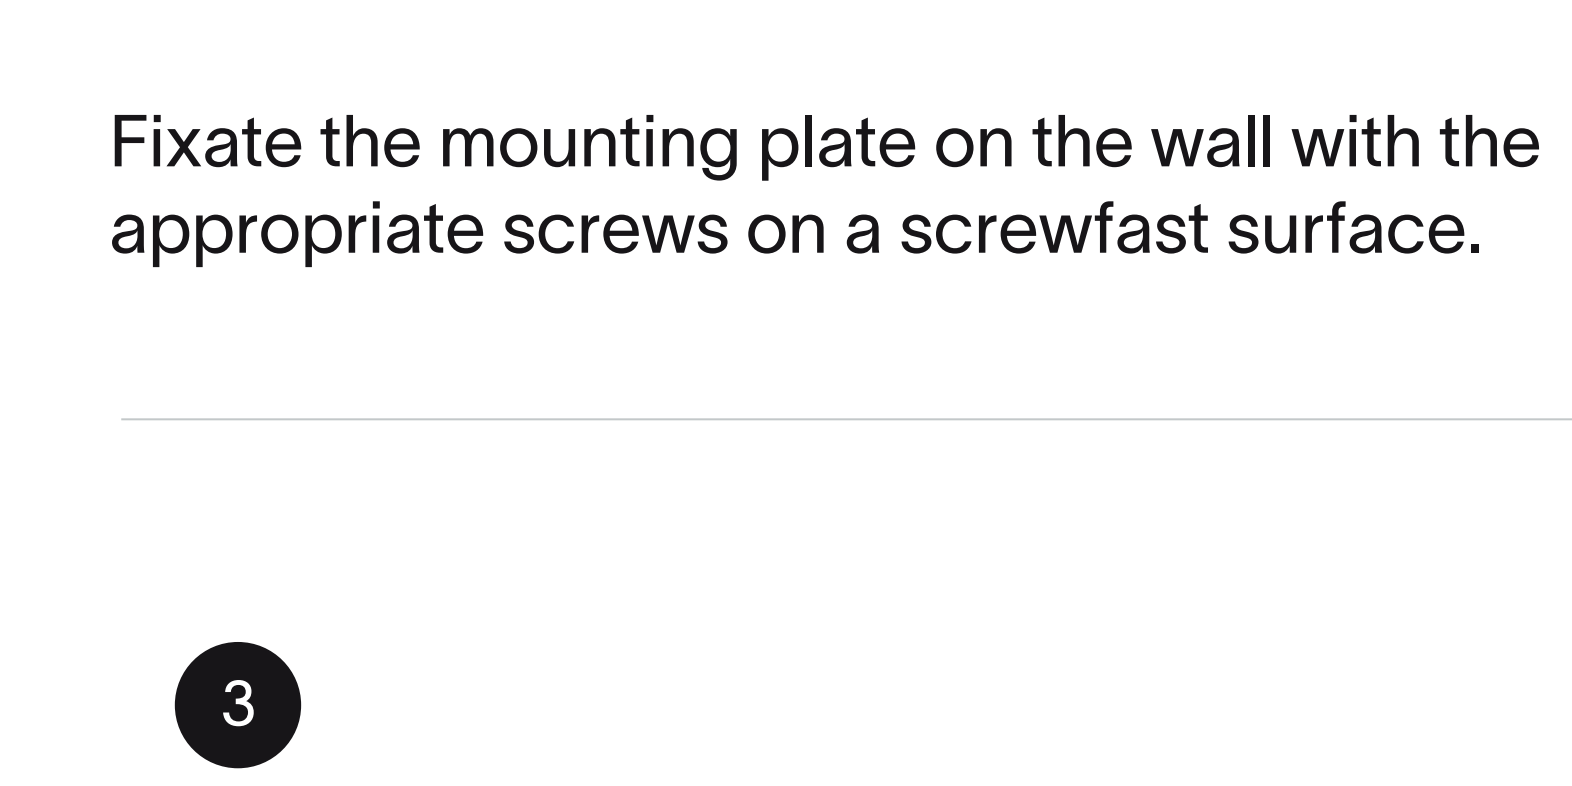 Fixate the mounting plate on the wall with the
appropriate screws on a screwfast surface.
3